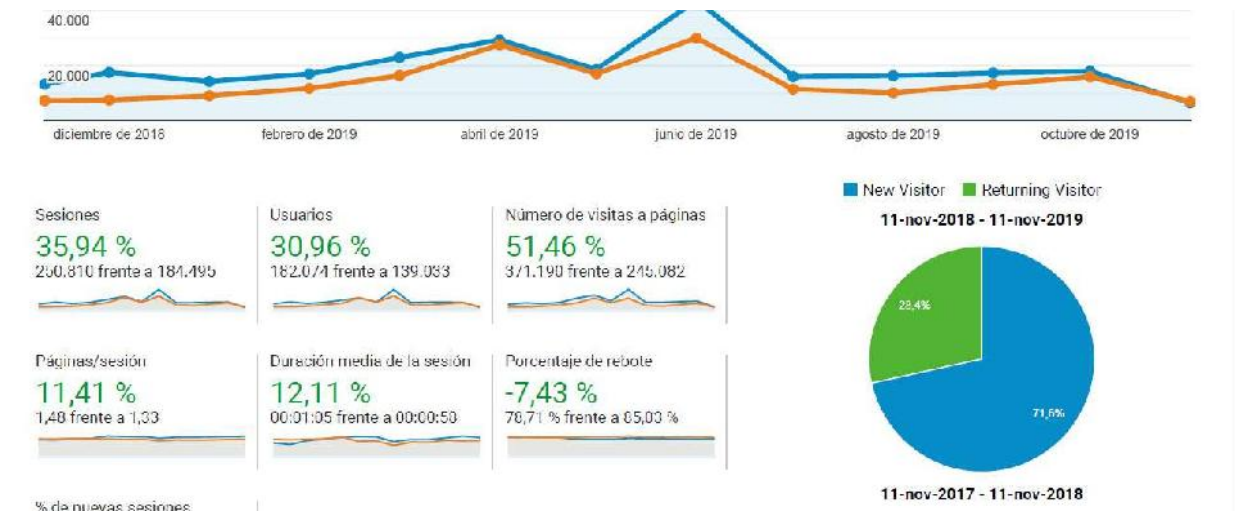 40.000
20.000
diciembre de 2018
febrero de 2019
abril de 2019
junio de 2019
agosto de 2019
octubre de 2019
New Visitor
Returning Visitor
11-nov-2018 - 11-nov-2019
Sesiones
35,94 %
250.810 frente a 184.495
Usuarios
30,96 %
182.074 frente a 139.033
Número de visitas a páginas
51,46 %
371.190 frente a 245.082
28,4%
71,6%
Páginas/sesión
11,41 %
1,48 frente a 1,33
Duración media de la sesión
12,11 %
00:01:05 frente a 00:00:58
Porcentaje de rebote
-7,43 %
78,71 % frente a 85,03 %
11-nov-2017 - 11-nov-2018
% de nuevas sesiones